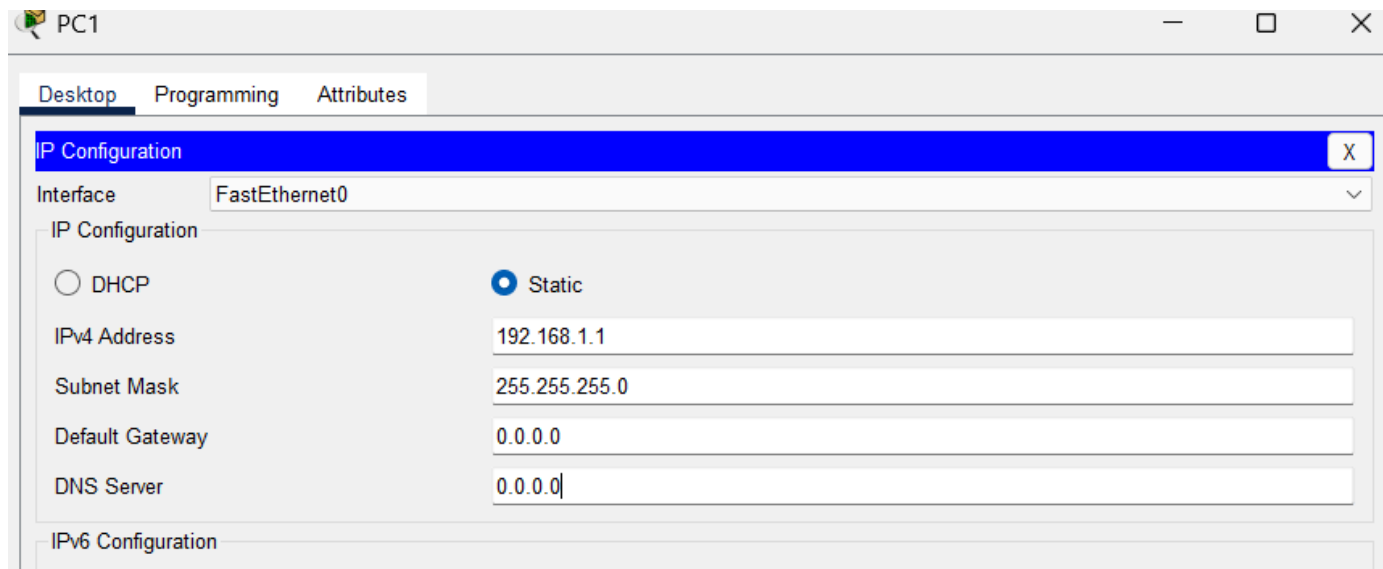 PC1
Desktop Programming Attributes
IP Configuration X
Interface FastEthernet0
IP Configuration
DHCP Static
IPv4 Address 192.168.1.1
Subnet Mask 255.255.255.0
Default Gateway 0.0.0.0
DNS Server 0.0.0.0
IPv6 Configuration